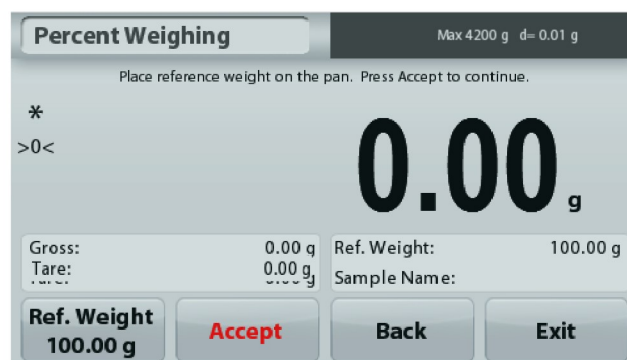 Percent Weighing
Max 4200 g d= 0.01 g
Place reference weight on the pan. Press Accept to continue.
*
>0<
0.00 g
Gross: 0.00 g
Tare: 0.00 g
Ref. Weight: 100.00 g
Sample Name:
Ref. Weight
100.00 g
Accept
Back
Exit